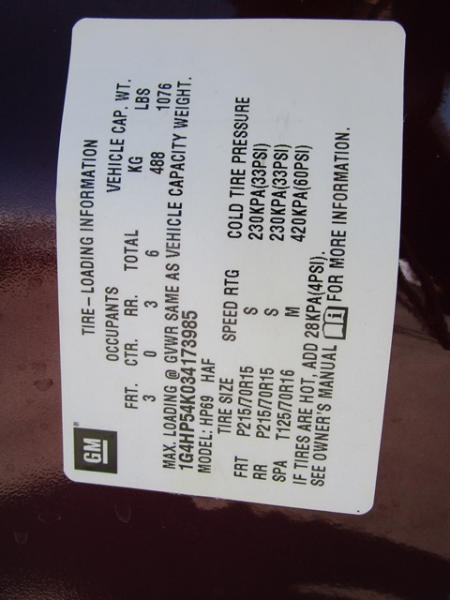 GM®
TIRE-LOADING INFORMATION
OCCUPANTS VEHICLE CAP. WT.
FRT. CTR. RR. TOTAL KG LBS
3 0 3 6 488 1076
MAX. LOADING @ GVWR SAME AS VEHICLE CAPACITY WEIGHT.
1G4HP54K034173985
MODEL: HP69 HAF
TIRE SIZE SPEED RTG COLD TIRE PRESSURE
FRT P215/70R15 S 230KPA(33PSI)
RR P215/70R15 S 230KPA(33PSI)
SPA T125/70R16 M 420KPA(60PSI)
IF TIRES ARE HOT, ADD 28KPA(4PSI).
SEE OWNER'S MANUAL i FOR MORE INFORMATION.